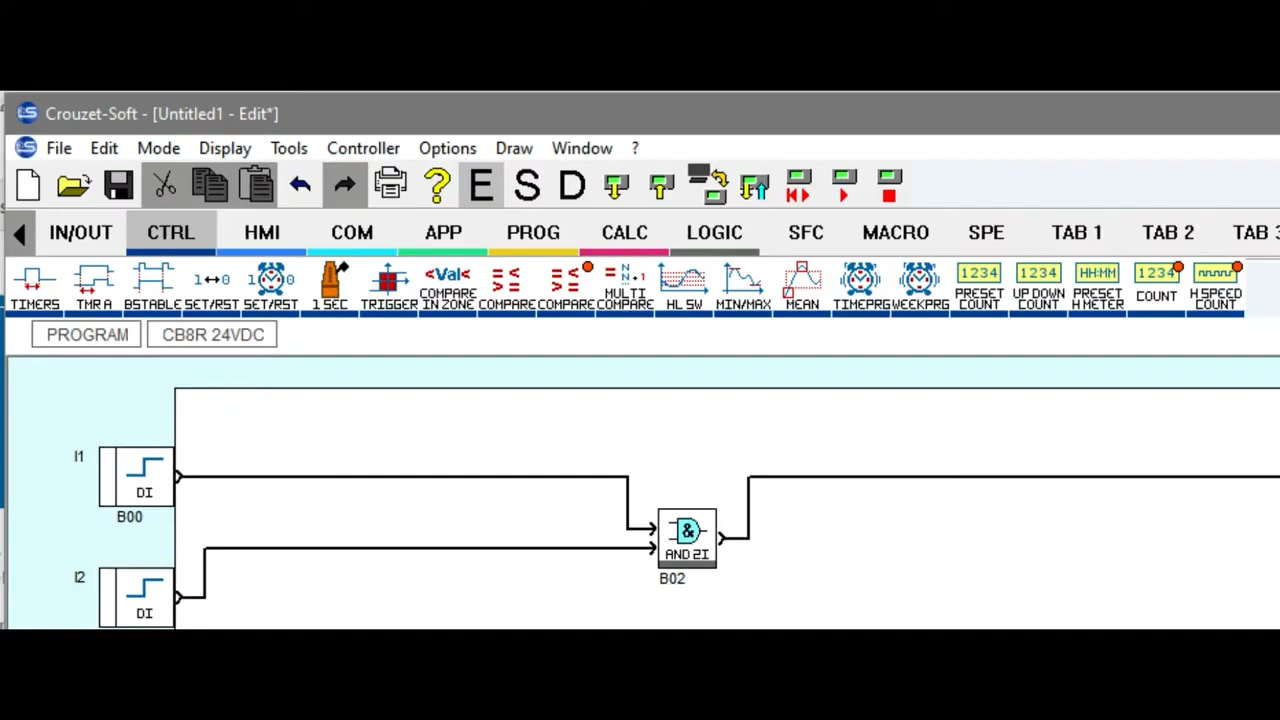 Crouzet-Soft - [Untitled1 - Edit*]
File Edit Mode Display Tools Controller Options Draw Window ?
E S D
IN/OUT CTRL HMI COM APP PROG CALC LOGIC SFC MACRO SPE TAB 1 TAB 2 TAB 3
TIMERS TMR A BSTABLE SET/RST SET/RST 1 SEC TRIGGER <Val< COMPARE IN ZONE COMPARE COMPARE MULTI COMPARE HL SW MIN/MAX MEAN TIMEPRG WEEKPRG 1234 PRESET COUNT 1234 UP DOWN COUNT HH:MM PRESET H METER 1234 COUNT H SPEED COUNT
PROGRAM CB8R 24VDC
I1
DI
B00
&
AND 2I
B02
I2
DI